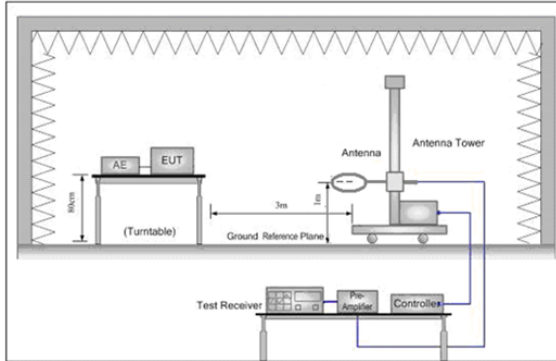 Antenna Tower
Antenna
AE
EUT
80cm
3m
1m
(Turntable)
Ground Reference Plane
Test Receiver
Pre-
Amplifier
Controller